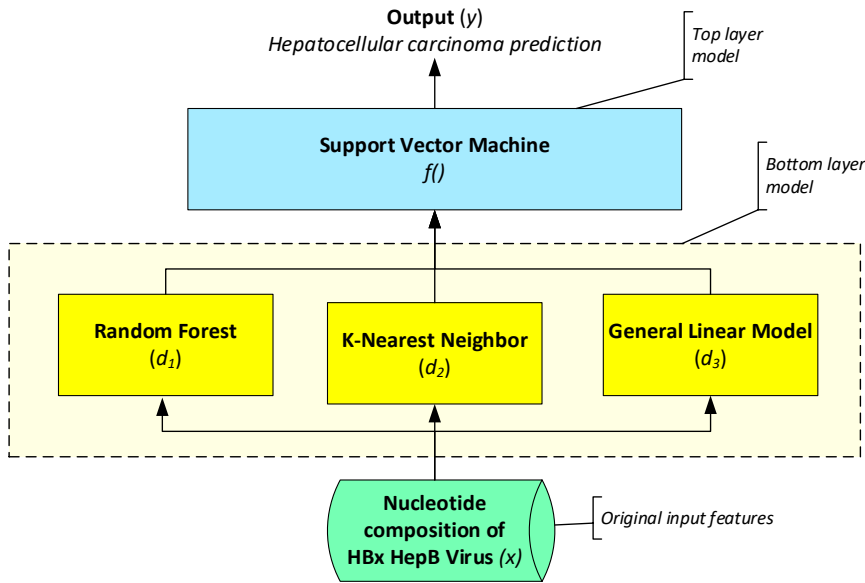 Output (y)
Hepatocellular carcinoma prediction
Top layer
model
Support Vector Machine
f()
Bottom layer
model
Random Forest
(d1)
K-Nearest Neighbor
(d2)
General Linear Model
(d3)
Nucleotide
composition of
HBx HepB Virus (x)
Original input features